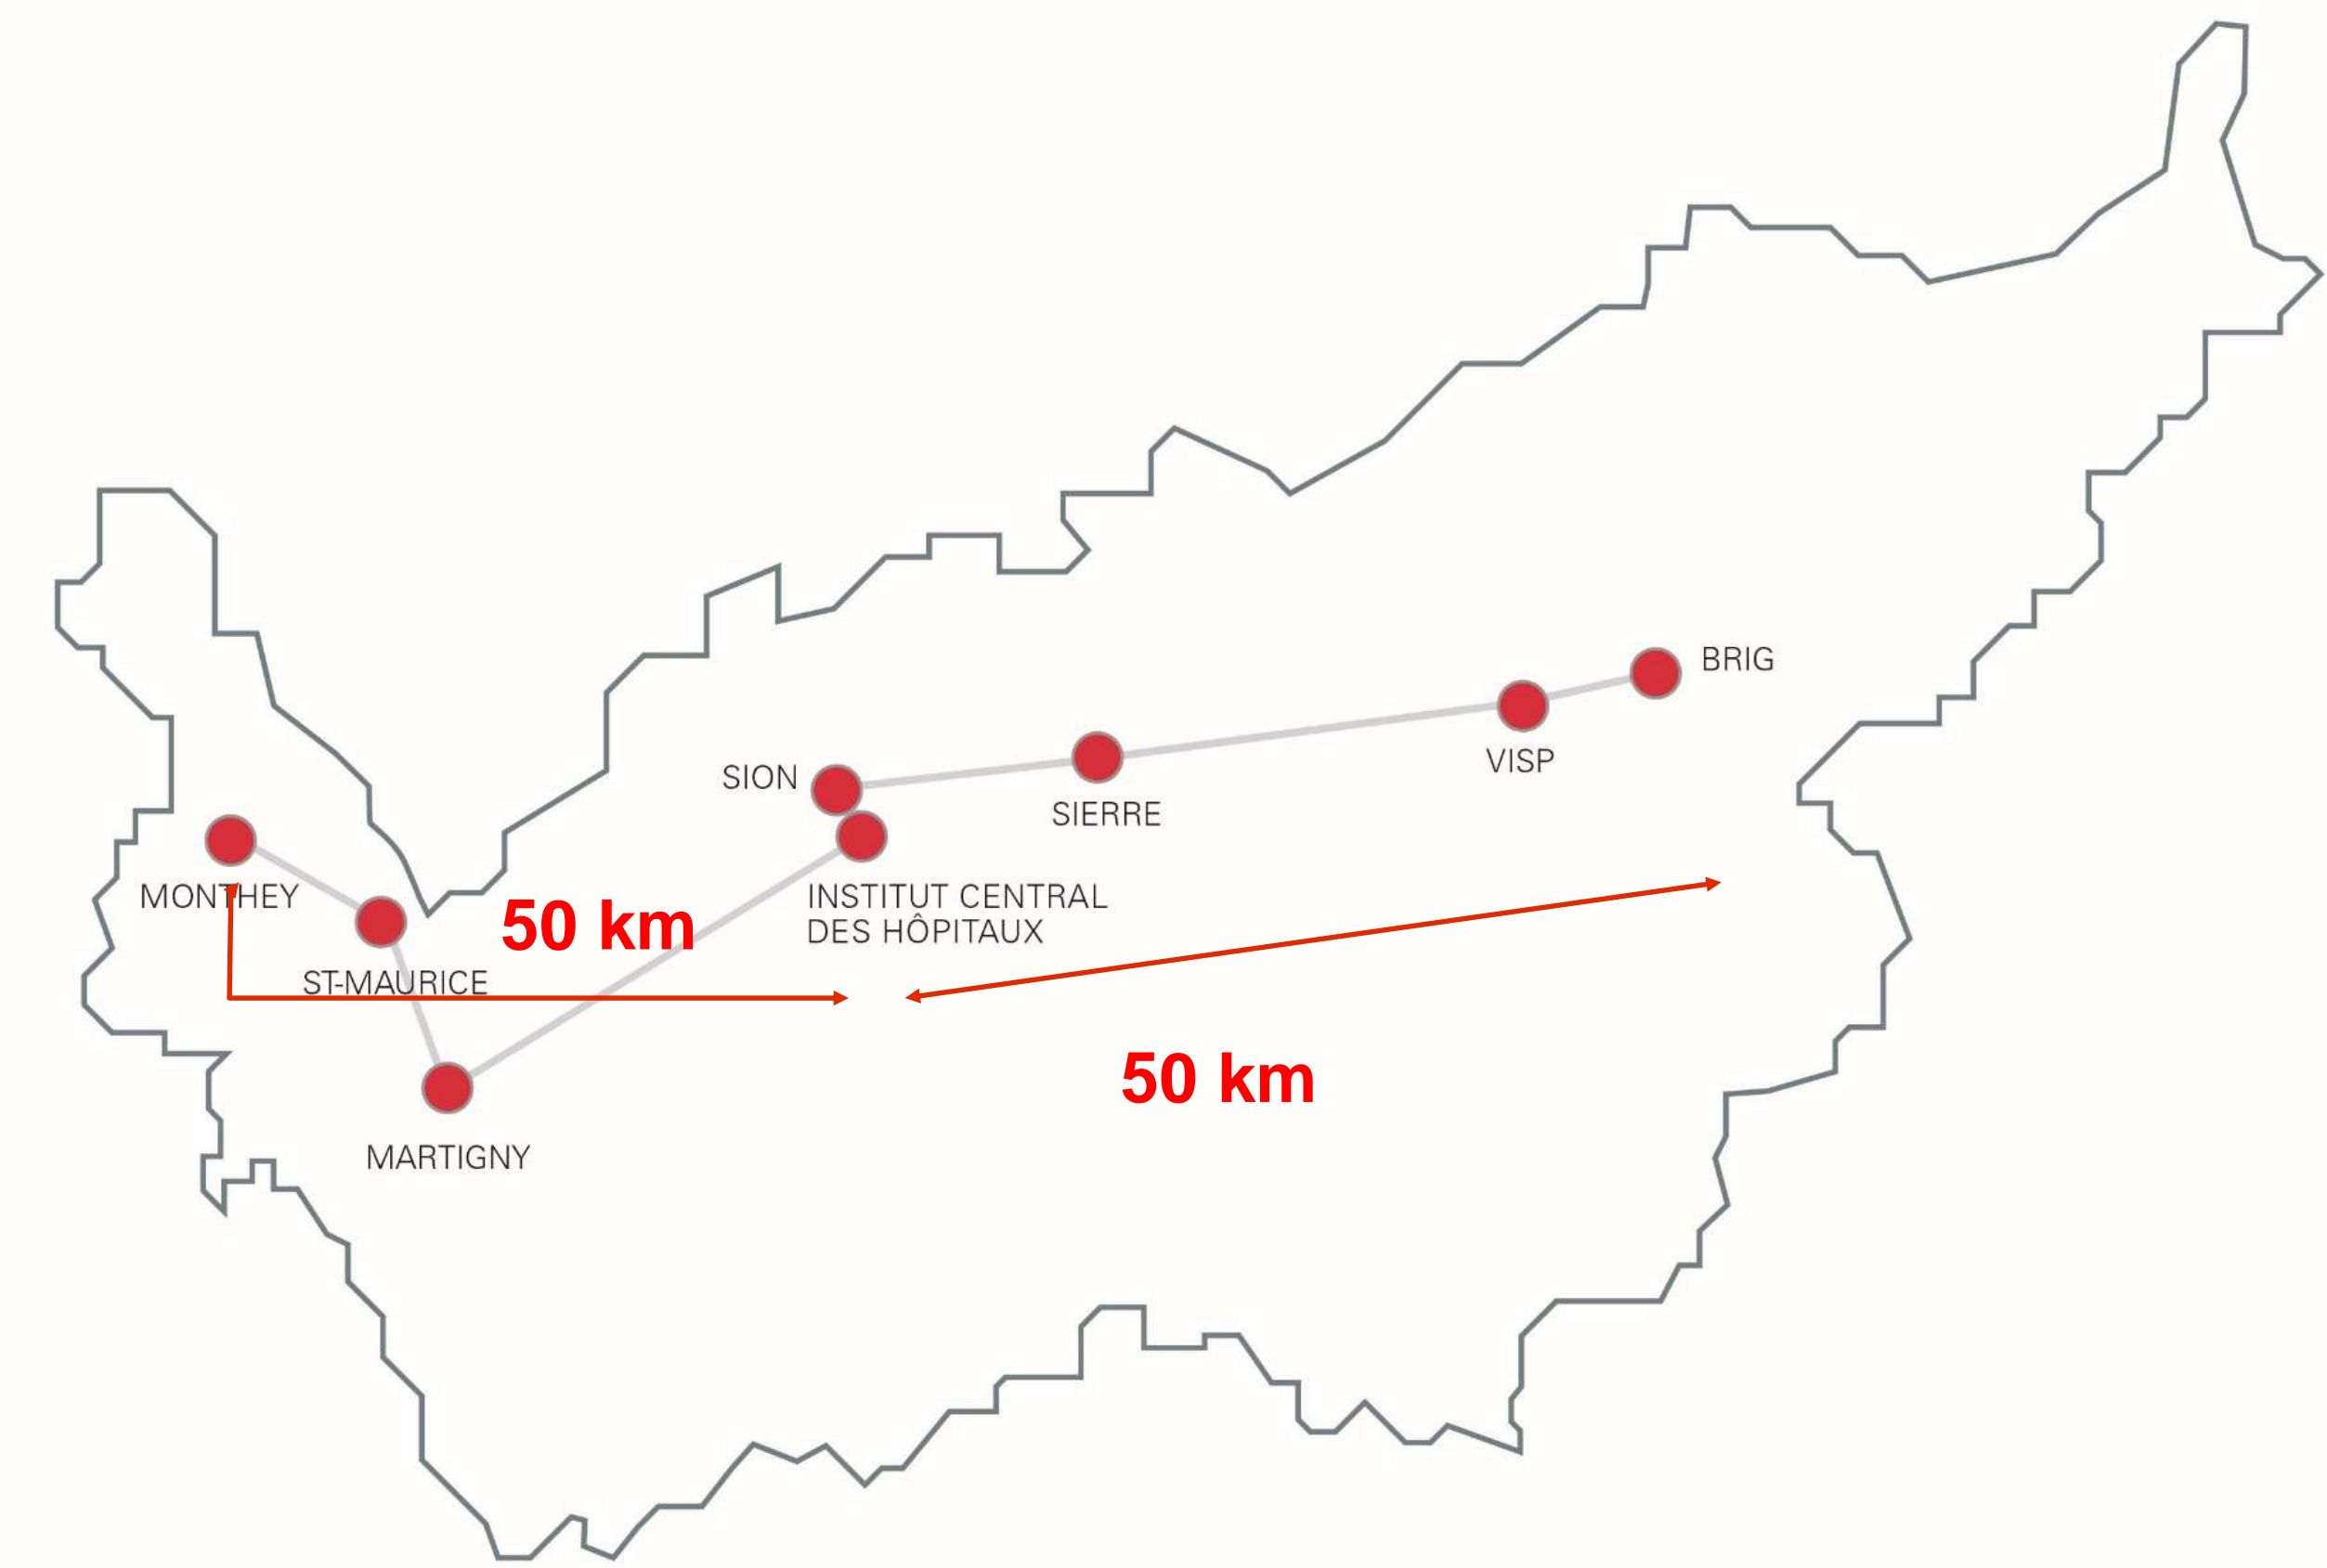 BRIG
VISP
SION
SIERRE
MONTHEY
50 km
INSTITUT CENTRAL
DES HÔPITAUX
ST-MAURICE
50 km
MARTIGNY